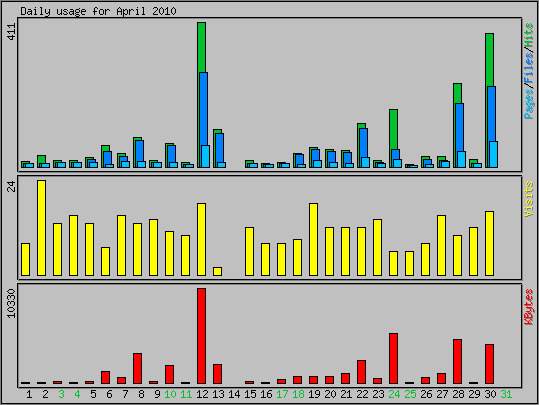 Daily usage for April 2010
411
Pages/Files/Hits
24
Visits
10330
KBytes
1 2 3 4 5 6 7 8 9 10 11 12 13 14 15 16 17 18 19 20 21 22 23 24 25 26 27 28 29 30 31